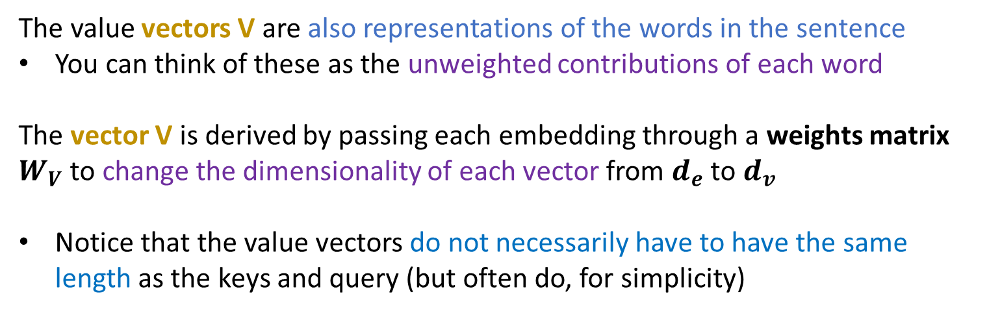 The value vectors V are also representations of the words in the sentence
• You can think of these as the unweighted contributions of each word
The vector V is derived by passing each embedding through a weights matrix
W_V to change the dimensionality of each vector from d_e to d_v
• Notice that the value vectors do not necessarily have to have the same
length as the keys and query (but often do, for simplicity)